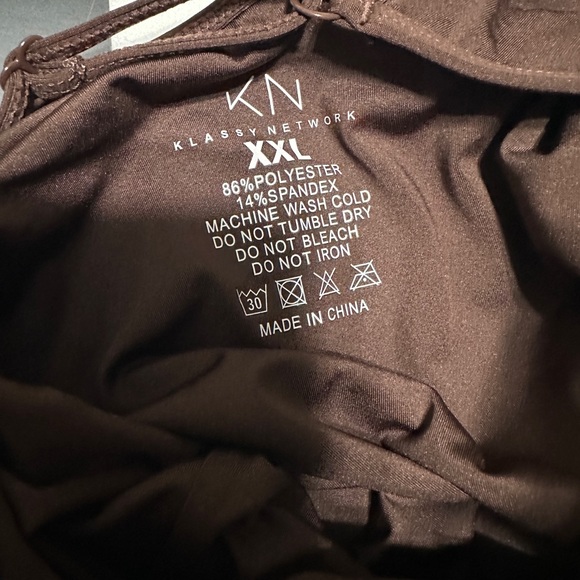 KN
KLASSY NETWORK
XXL
86%POLYESTER
14%SPANDEX
MACHINE WASH COLD
DO NOT TUMBLE DRY
DO NOT BLEACH
DO NOT IRON
30
MADE IN CHINA